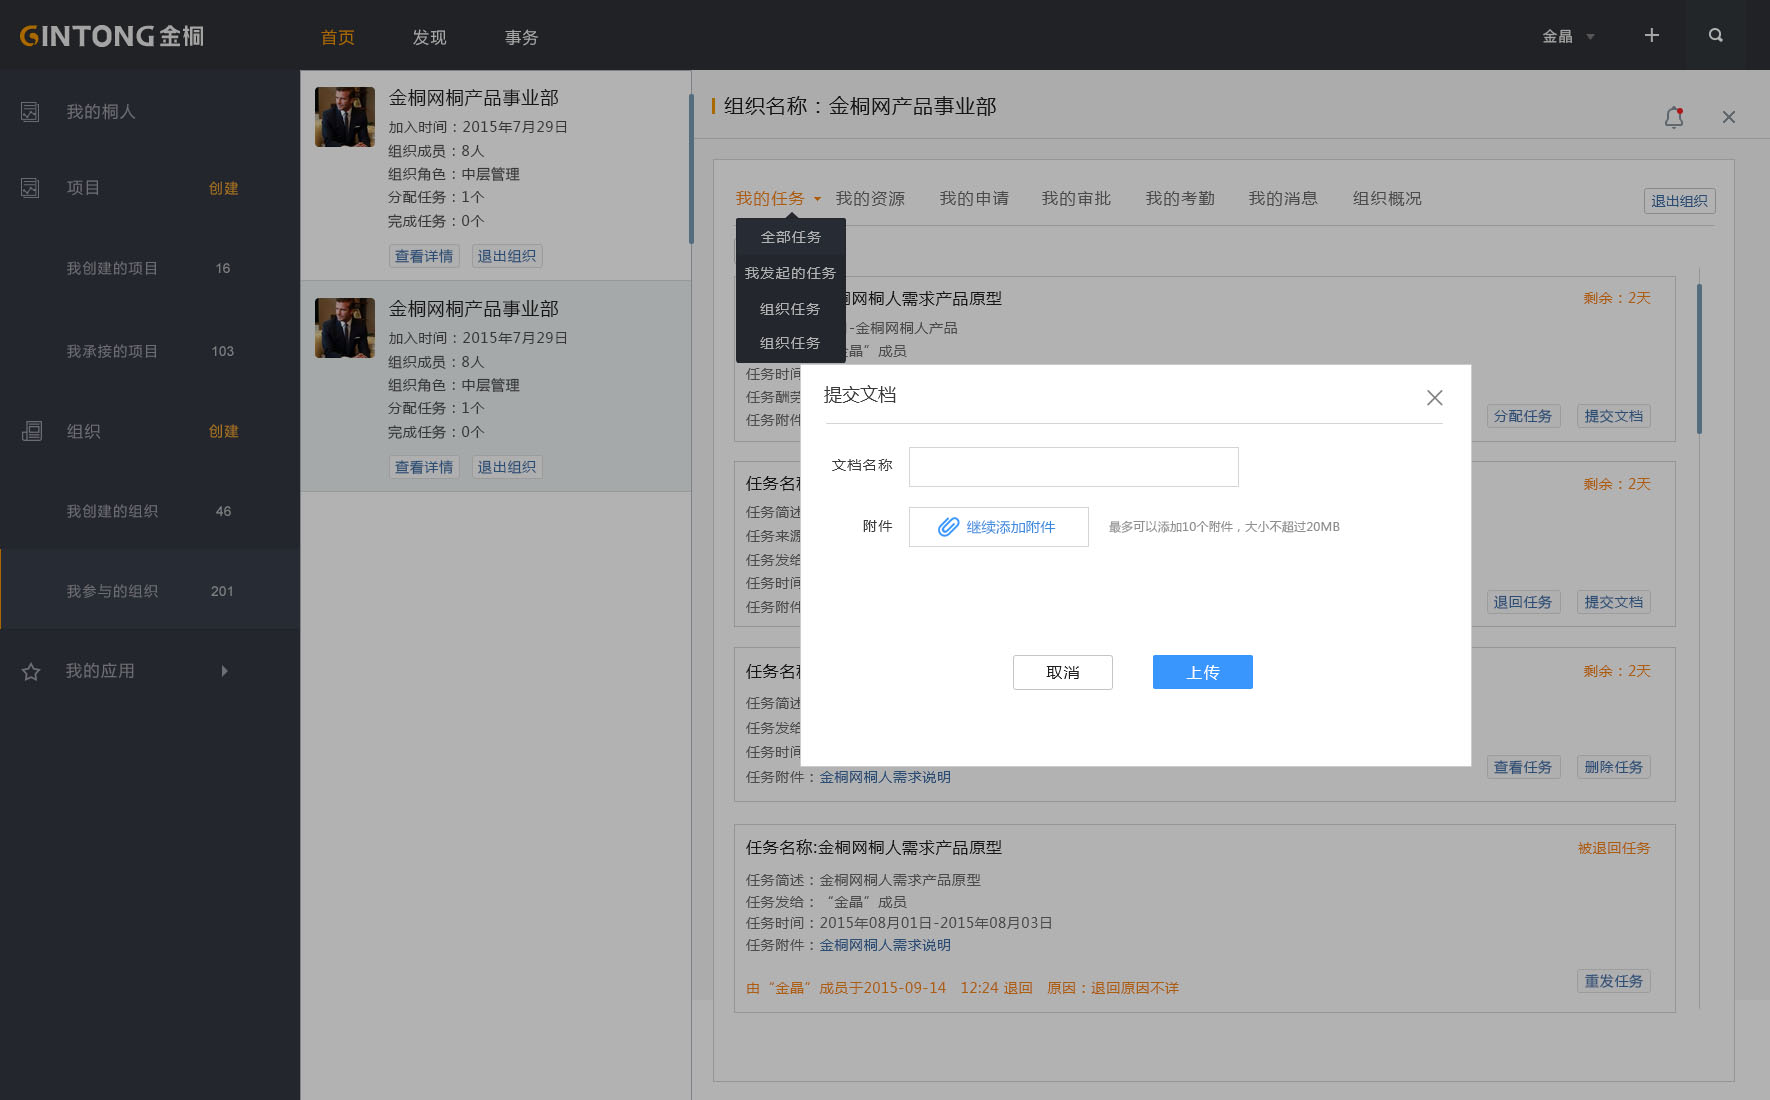 GINTONG金桐
首页
发现
事务
金晶
我的桐人
项目
创建
我创建的项目
16
我承接的项目
103
组织
创建
我创建的组织
46
我参与的组织
201
我的应用
金桐网桐产品事业部
加入时间：2015年7月29日
组织成员：8人
组织角色：中层管理
分配任务：1个
完成任务：0个
查看详情
退出组织
金桐网桐产品事业部
加入时间：2015年7月29日
组织成员：8人
组织角色：中层管理
分配任务：1个
完成任务：0个
查看详情
退出组织
组织名称：金桐网产品事业部
我的任务
我的资源
我的申请
我的审批
我的考勤
我的消息
组织概况
退出组织
全部任务
我发起的任务
组织任务
组织任务
网桐人需求产品原型
剩余：2天
-金桐网桐人产品
金晶”成员
任务时间
任务酬劳
任务附件
分配任务
提交文档
任务名称
剩余：2天
任务简述
任务来源
任务发给
任务时间
任务附件
退回任务
提交文档
任务名称
剩余：2天
任务简述
任务发给
任务时间
任务附件：金桐网桐人需求说明
查看任务
删除任务
提交文档
文档名称
附件
继续添加附件
最多可以添加10个附件，大小不超过20MB
取消
上传
任务名称:金桐网桐人需求产品原型
被退回任务
任务简述：金桐网桐人需求产品原型
任务发给：“金晶”成员
任务时间：2015年08月01日-2015年08月03日
任务附件：金桐网桐人需求说明
由“金晶”成员于2015-09-14 12:24 退回 原因：退回原因不详
重发任务